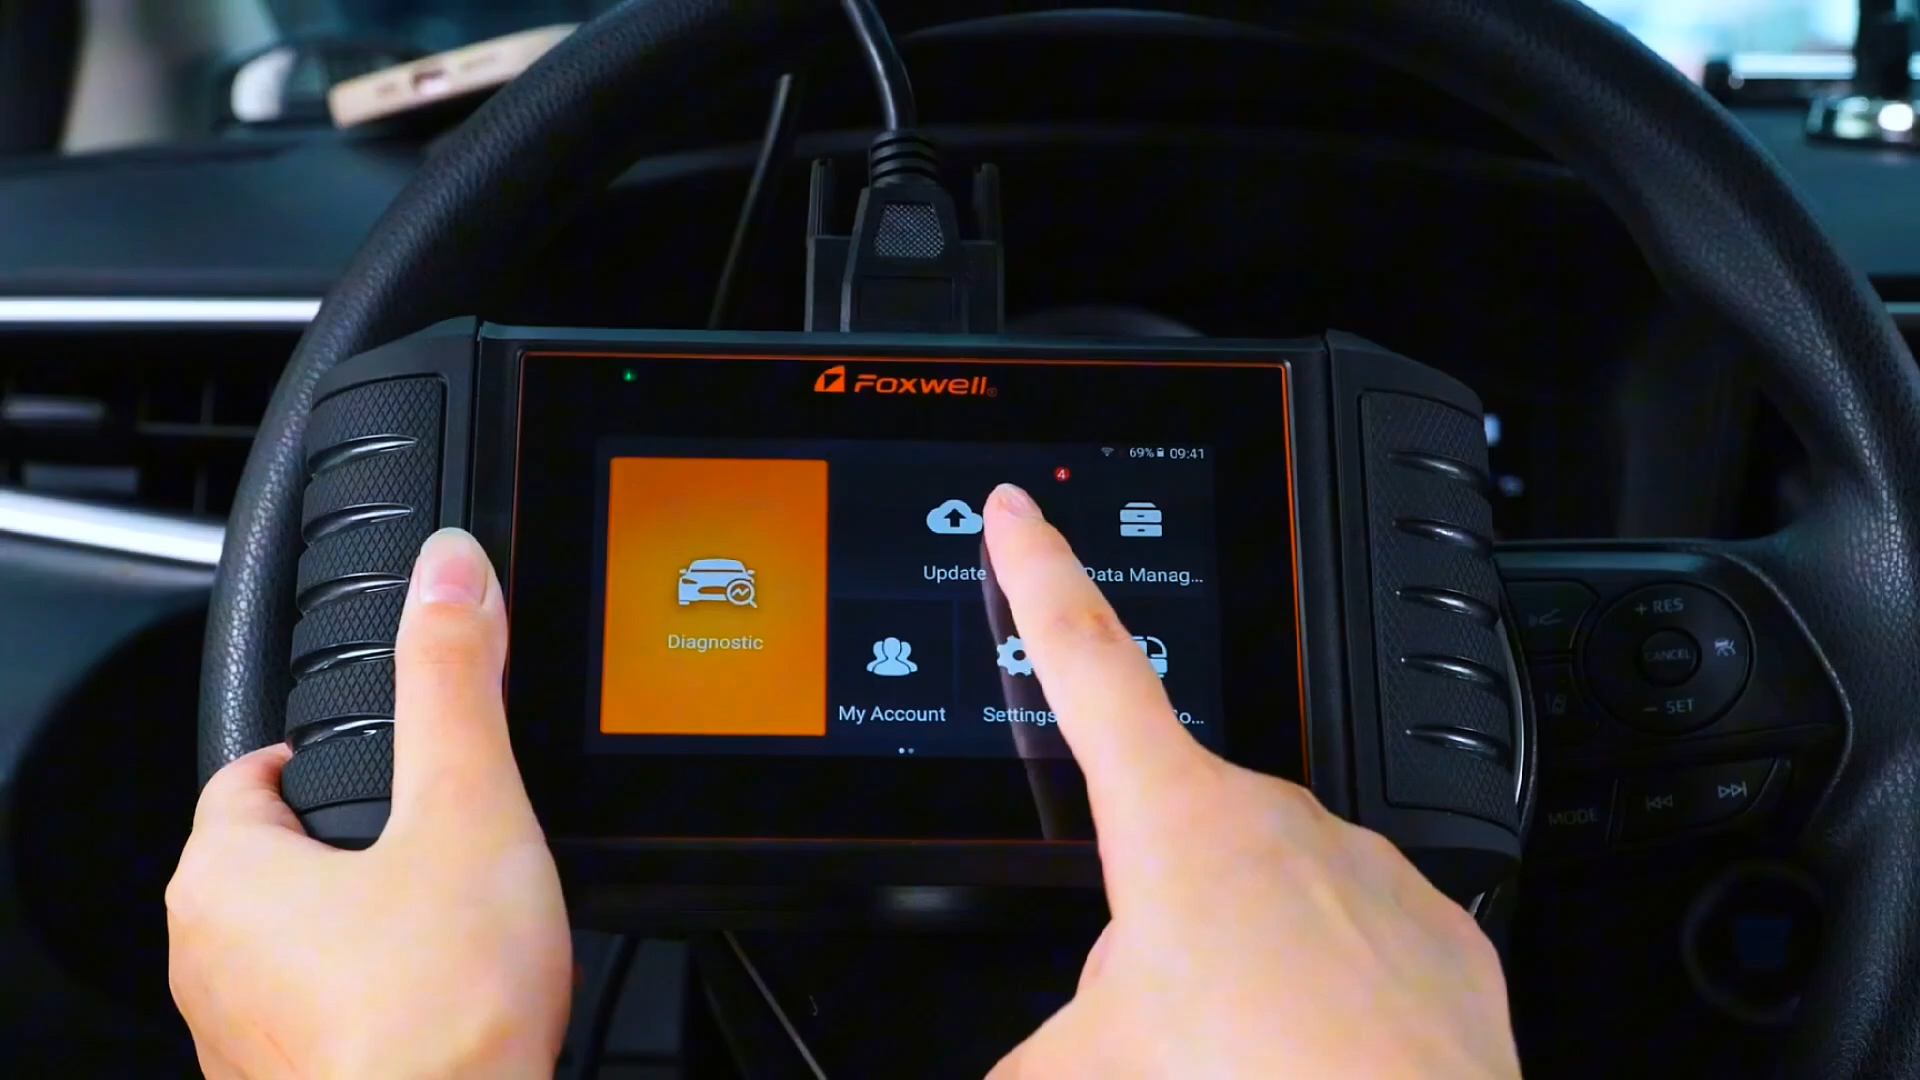 Foxwell®
69% 09:41
4
Update
Data Manag...
Diagnostic
My Account
Settings
o...
+ RES
CANCEL
– SET
MODE